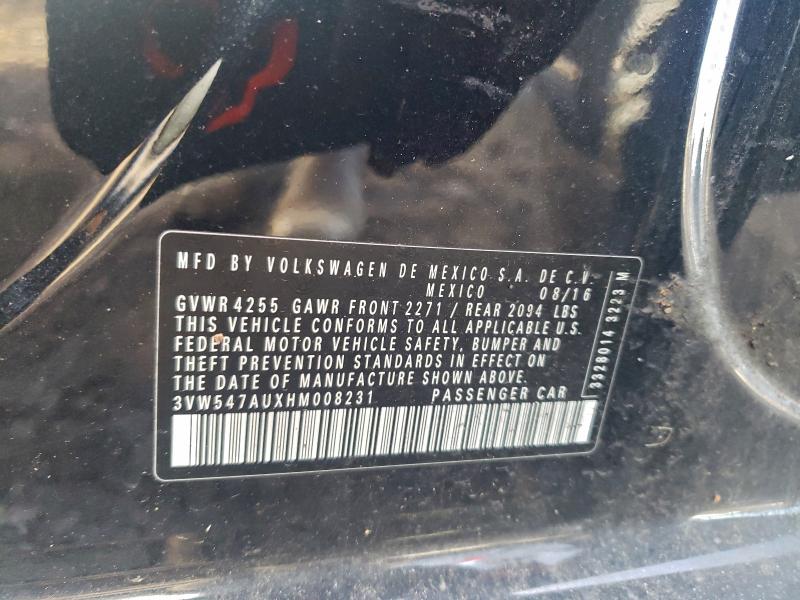 MFD BY VOLKSWAGEN DE MEXICO S.A. DE C.V.
MEXICO 08/16
GVWR 4255 GAWR FRONT 2271 / REAR 2094 LBS
THIS VEHICLE CONFORMS TO ALL APPLICABLE U.S.
FEDERAL MOTOR VEHICLE SAFETY, BUMPER AND
THEFT PREVENTION STANDARDS IN EFFECT ON
THE DATE OF MANUFACTURE SHOWN ABOVE.
3VW547AUXHM008231 PASSENGER CAR
3328014 3223 M